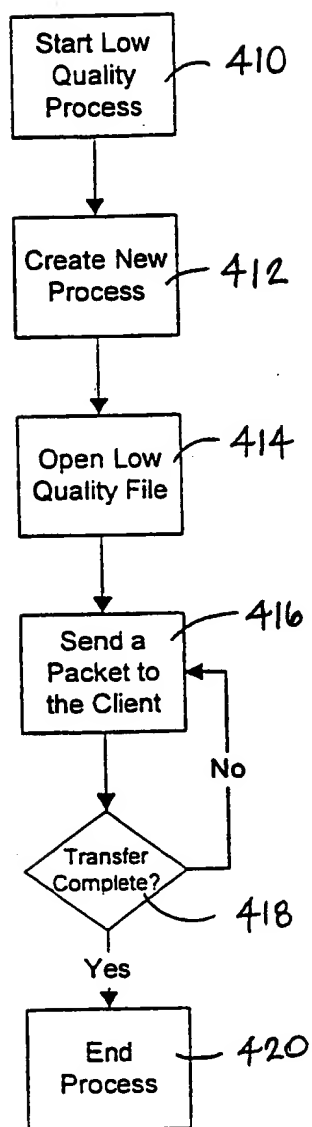 Start Low
Quality
Process
410
Create New
Process
412
Open Low
Quality File
414
Send a
Packet to
the Client
416
No
Transfer
Complete?
418
Yes
End
Process
420